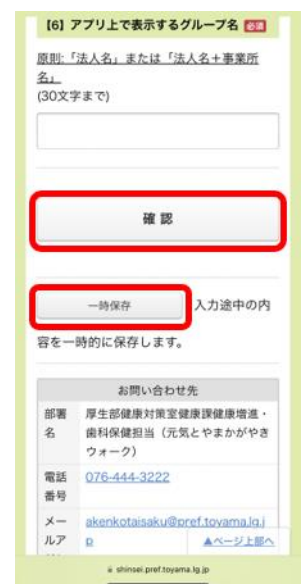 【6】アプリ上で表示するグループ名 必須
原則:「法人名」または「法人名+事業所
名」
(30文字まで)
確 認
一時保存 入力途中の内
容を一時的に保存します。
お問い合わせ先
部署 厚生部健康対策室健康課健康増進・
名 歯科保健担当（元気とやまかがやき
ウォーク）
電話 076-444-3222
番号
メー akenkotaisaku@pref.toyama.lg.j
ルア p ▲ページ上部へ
shinsei.pref.toyama.lg.jp